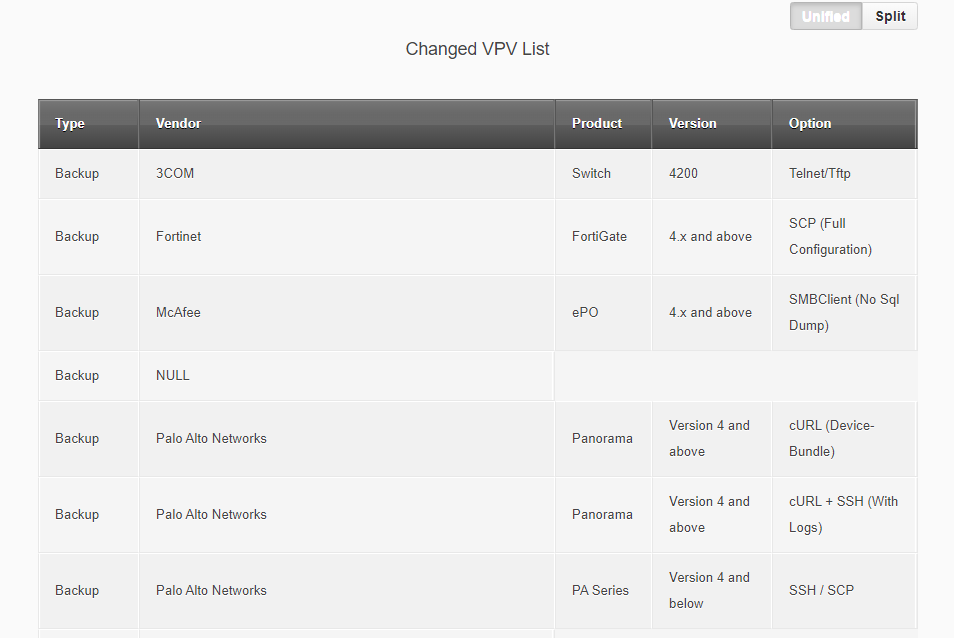 Unified Split
Changed VPV List
Type Vendor Product Version Option
Backup 3COM Switch 4200 Telnet/Tftp
Backup Fortinet FortiGate 4.x and above SCP (Full
Configuration)
Backup McAfee ePO 4.x and above SMBClient (No Sql
Dump)
Backup NULL
Backup Palo Alto Networks Panorama Version 4 and
above cURL (Device-
Bundle)
Backup Palo Alto Networks Panorama Version 4 and
above cURL + SSH (With
Logs)
Backup Palo Alto Networks PA Series Version 4 and
below SSH / SCP